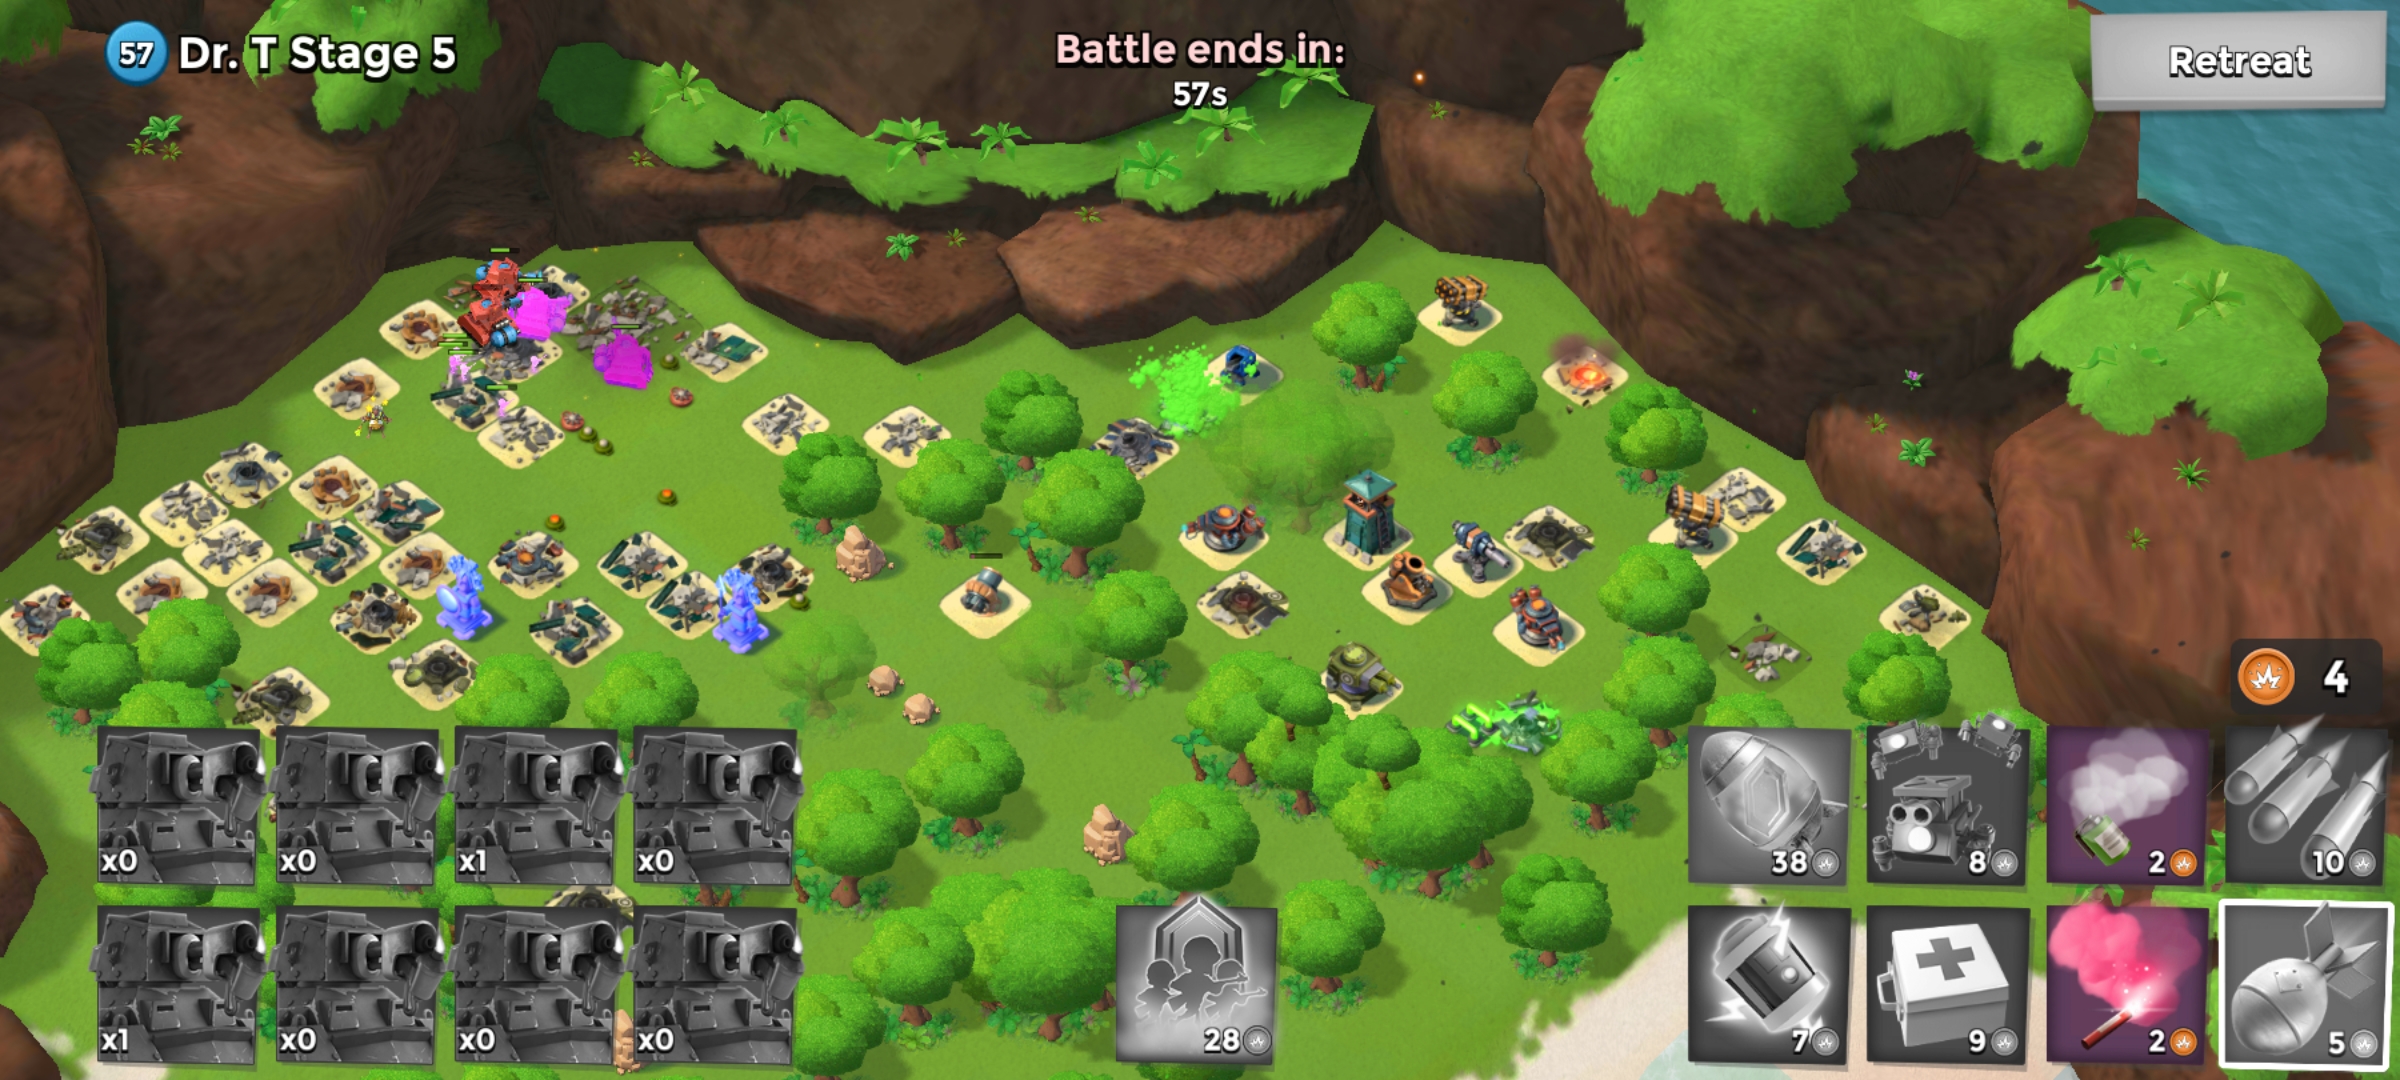 57 Dr. T Stage 5
Battle ends in:
57s
Retreat
4
x0 x0 x1 x0
38 8 2 10
x1 x0 x0 x0
28
7 9 2 5